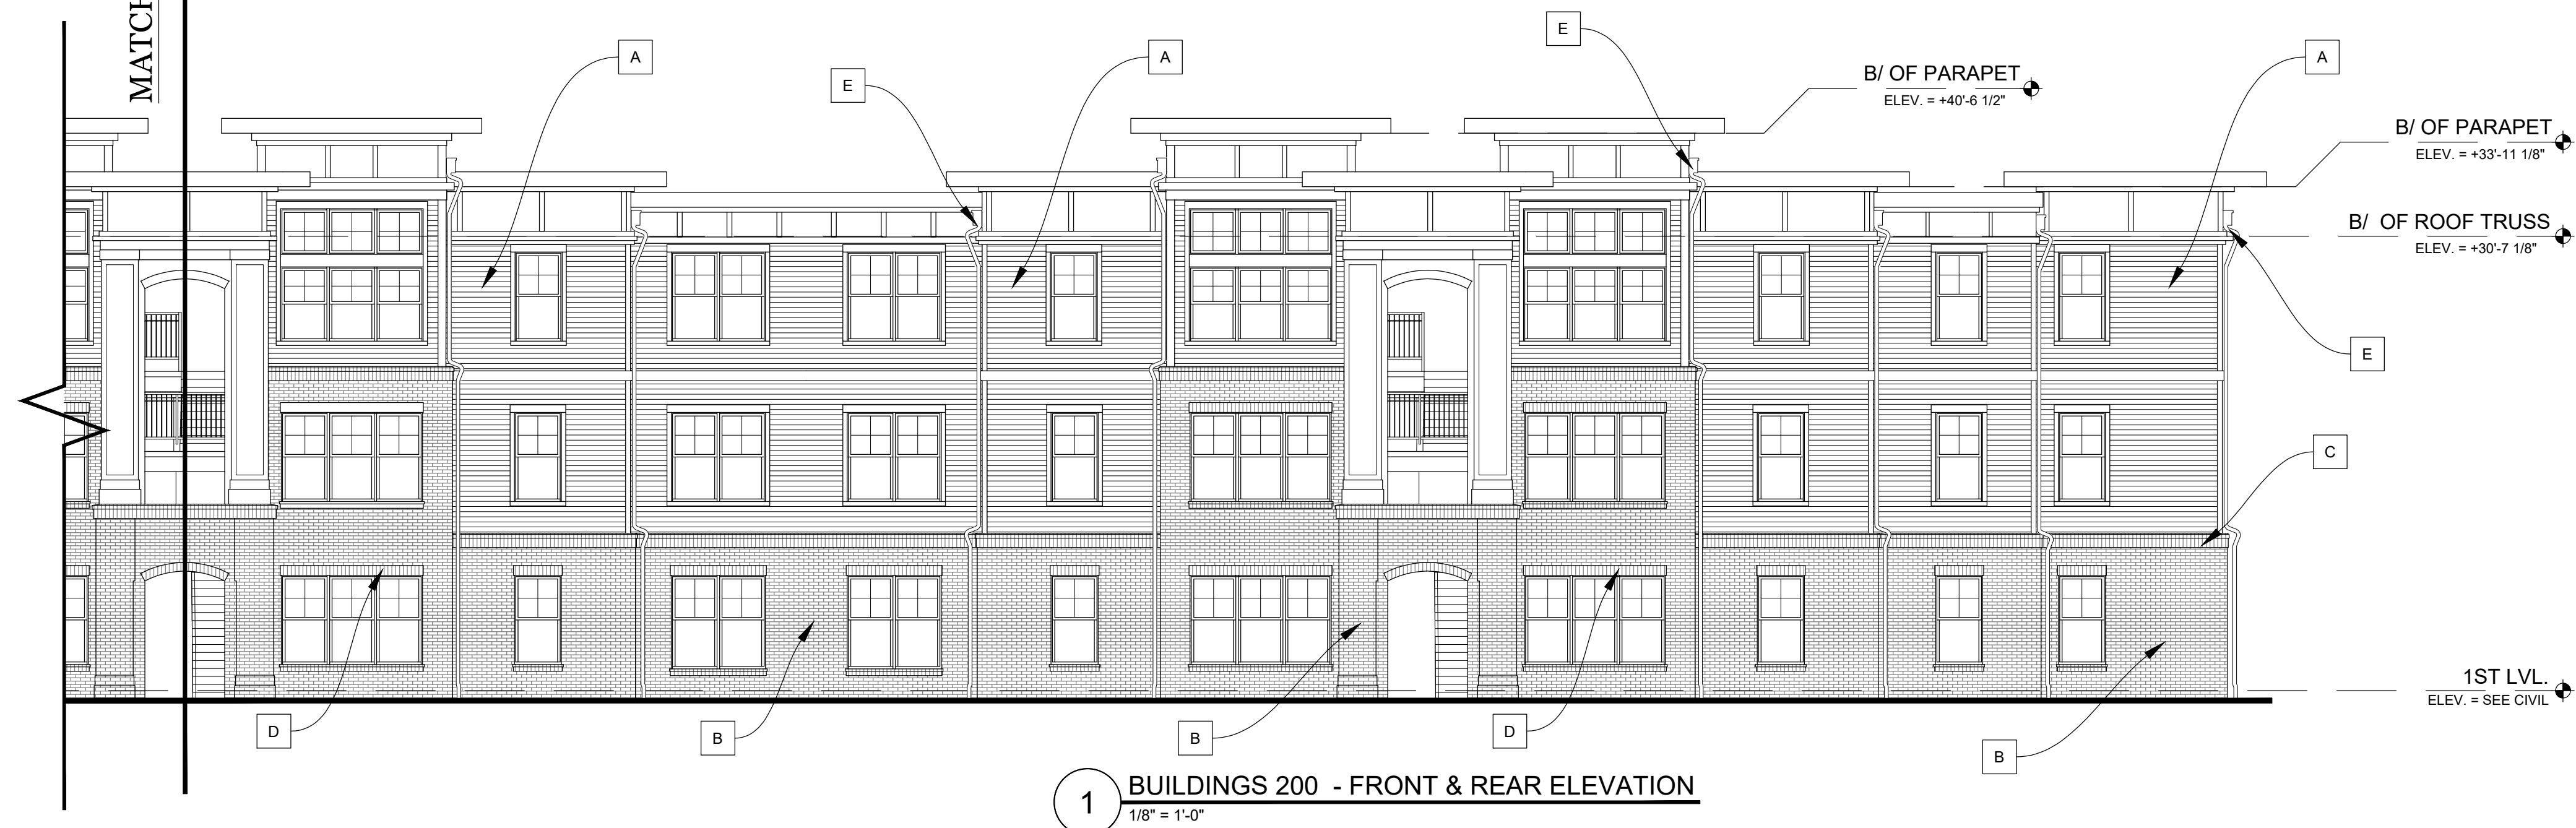 MATCH
A
E
A
E
B/ OF PARAPET
ELEV. = +40'-6 1/2"
A
B/ OF PARAPET
ELEV. = +33'-11 1/8"
B/  OF ROOF TRUSS
ELEV. = +30'-7 1/8"
E
C
1ST LVL.
ELEV. = SEE CIVIL
D
B
B
D
B
1
BUILDINGS 200  - FRONT & REAR ELEVATION
1/8" = 1'-0"